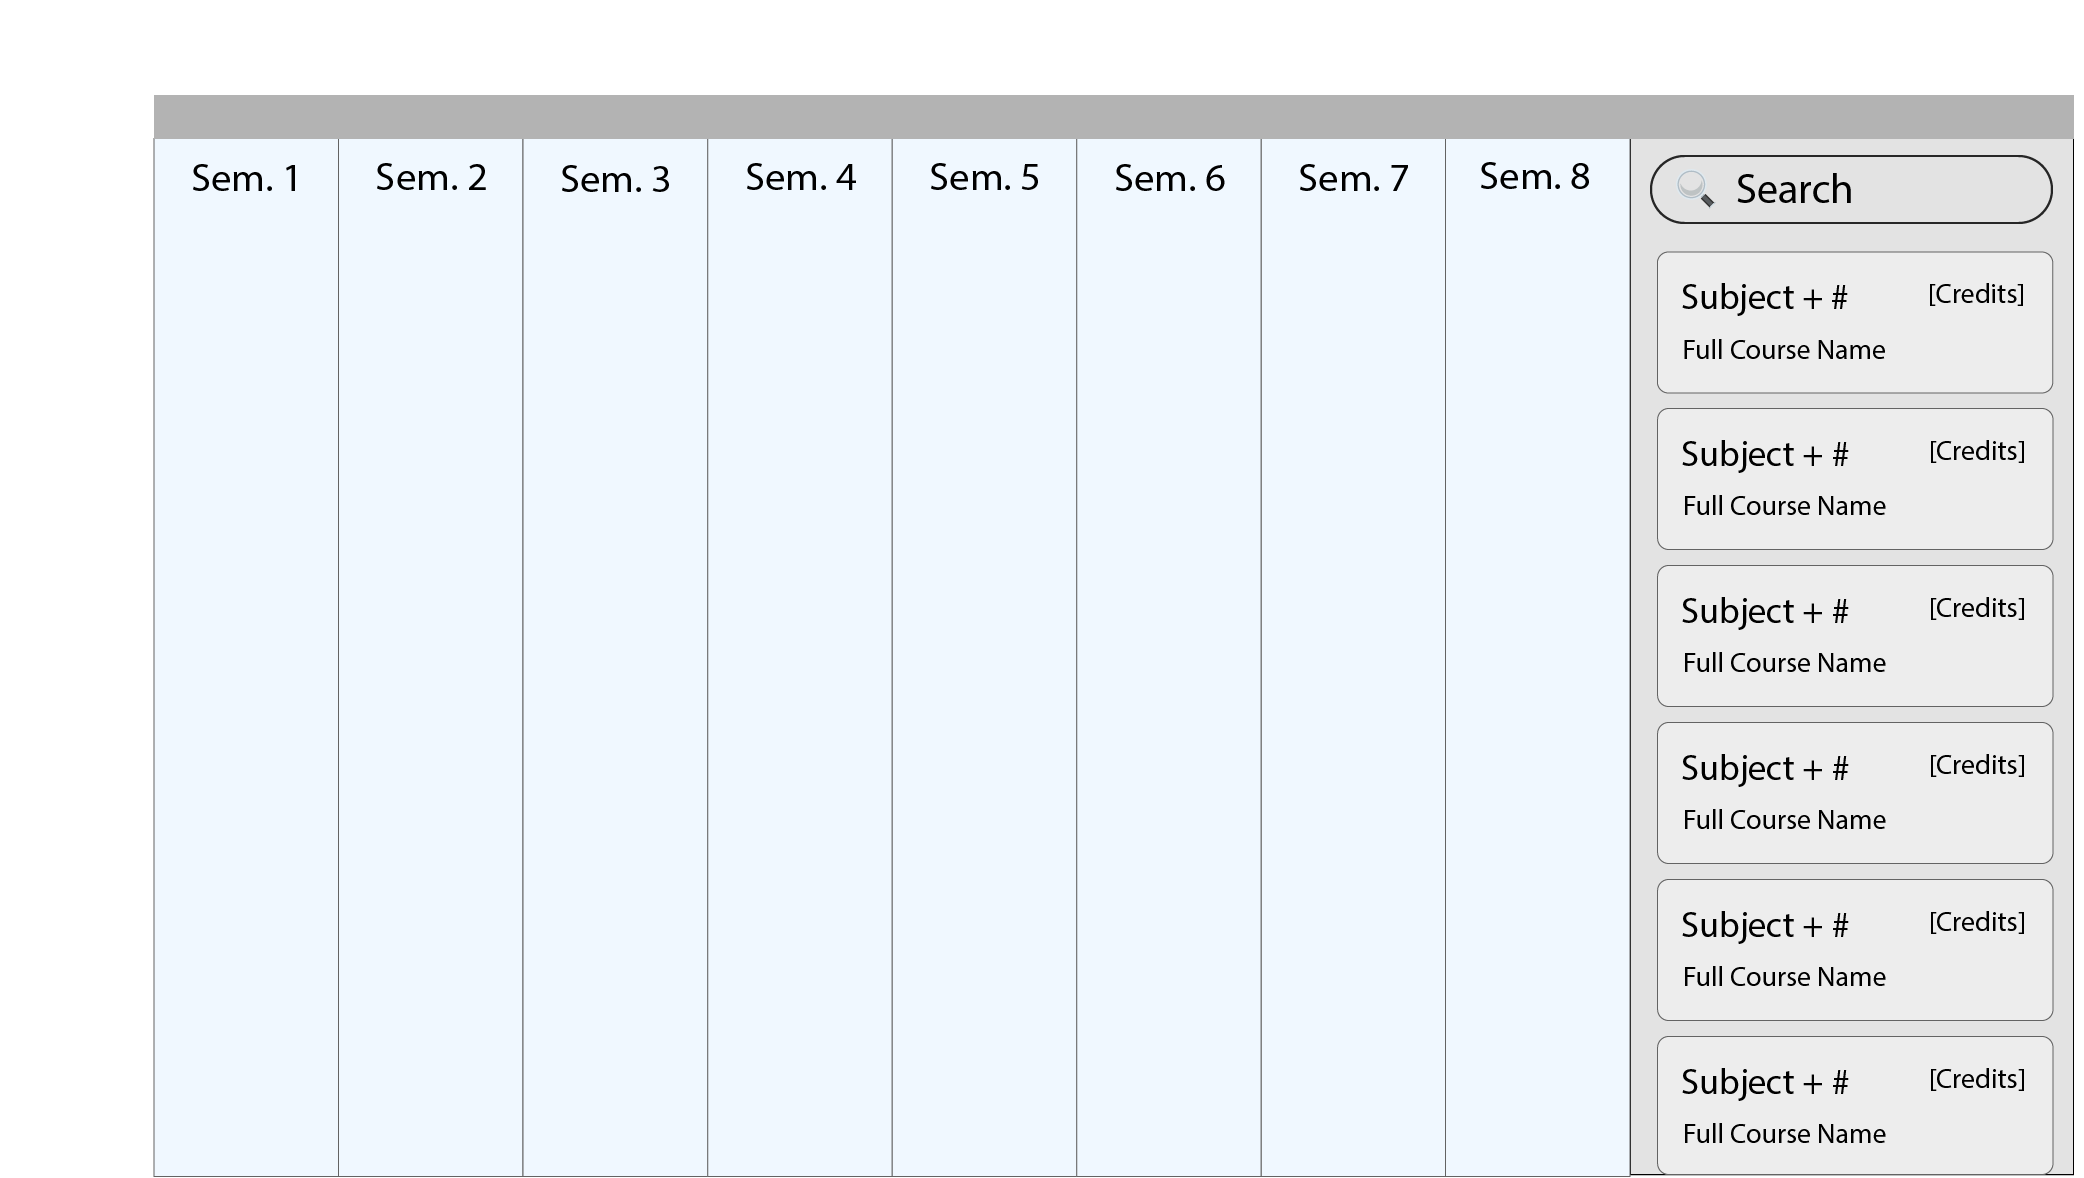 Sem. 1 Sem. 2 Sem. 3 Sem. 4 Sem. 5 Sem. 6 Sem. 7 Sem. 8
Search
Subject + # [Credits]
Full Course Name
Subject + # [Credits]
Full Course Name
Subject + # [Credits]
Full Course Name
Subject + # [Credits]
Full Course Name
Subject + # [Credits]
Full Course Name
Subject + # [Credits]
Full Course Name